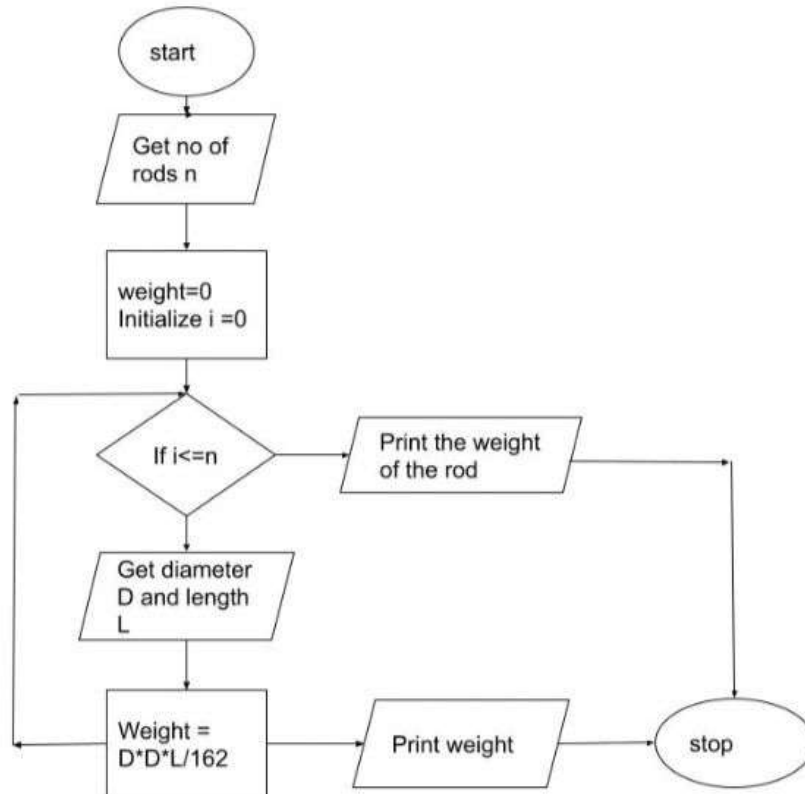 start
Get no of
rods n
weight=0
Initialize i =0
If i<=n
Print the weight
of the rod
Get diameter
D and length
L
Weight =
D*D*L/162
Print weight
stop